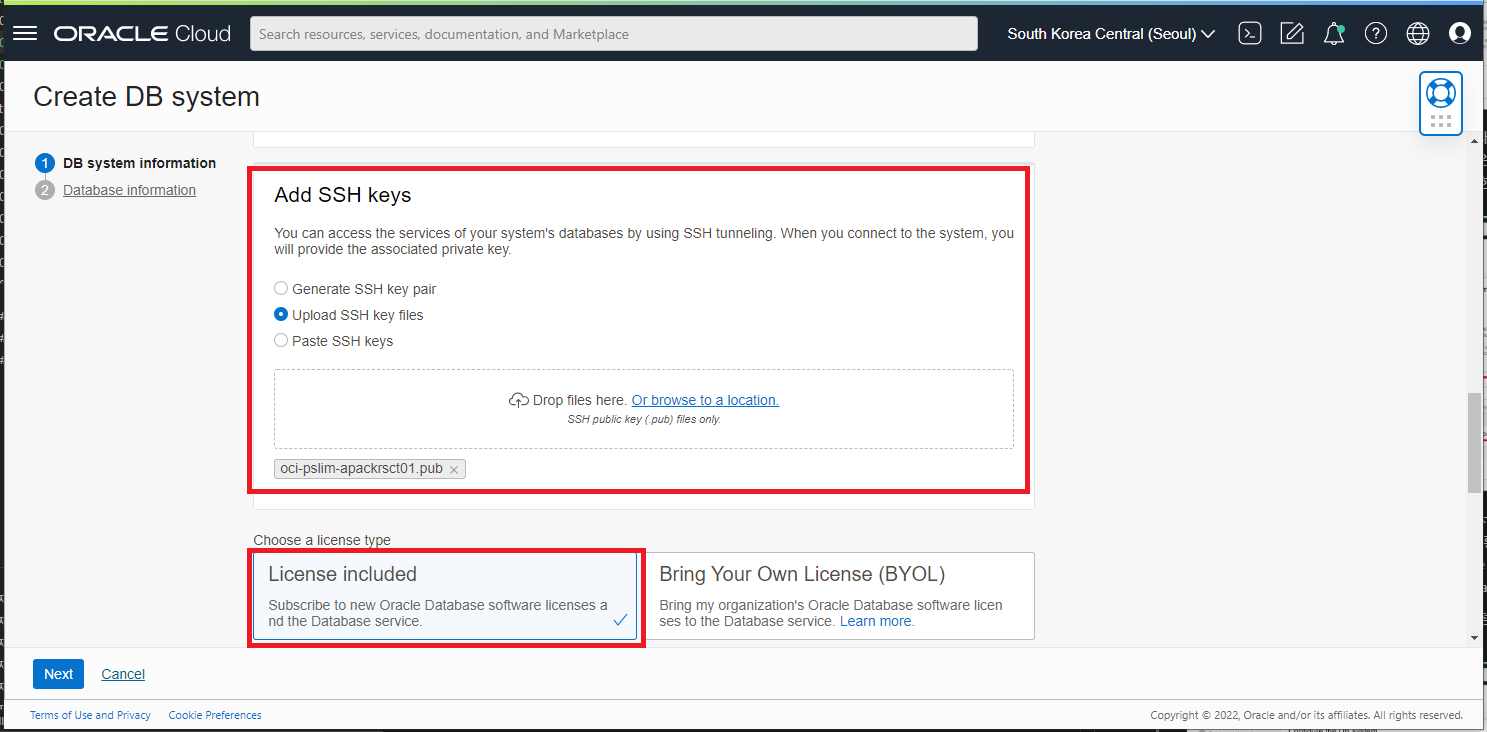 ORACLE Cloud
Search resources, services, documentation, and Marketplace
South Korea Central (Seoul)
Create DB system
1 DB system information
2 Database information
Add SSH keys
You can access the services of your system's databases by using SSH tunneling. When you connect to the system, you
will provide the associated private key.
Generate SSH key pair
Upload SSH key files
Paste SSH keys
Drop files here. Or browse to a location.
SSH public key (.pub) files only.
oci-pslim-apackrsct01.pub
Choose a license type
License included
Subscribe to new Oracle Database software licenses a
nd the Database service.
Bring Your Own License (BYOL)
Bring my organization's Oracle Database software licen
ses to the Database service. Learn more.
Next
Cancel
Terms of Use and Privacy
Cookie Preferences
Copyright © 2022, Oracle and/or its affiliates. All rights reserved.